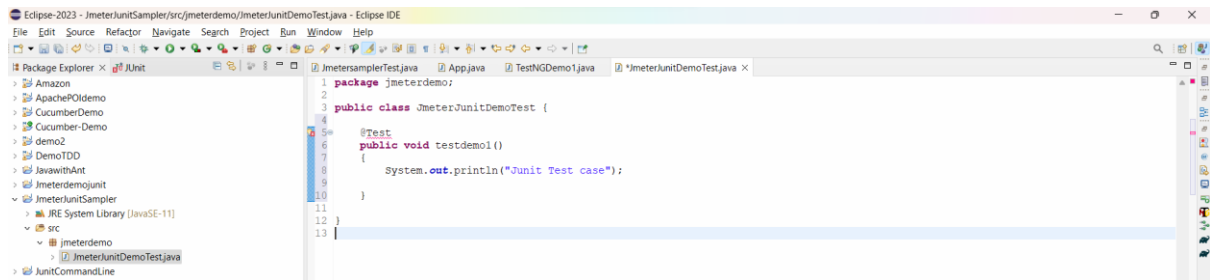 Eclipse-2023 - JmeterJunitSampler/src/jmeterdemo/JmeterJunitDemoTest.java - Eclipse IDE
File Edit Source Refactor Navigate Search Project Run Window Help
Package Explorer JUnit
JmetersamplerTest.java App.java TestNGDemo1.java *JmeterJunitDemoTest.java
Amazon
ApachePOIdemo
CucumberDemo
Cucumber-Demo
demo2
DemoTDD
JavawithAnt
Jmeterdemojunit
JmeterJunitSampler
JRE System Library [JavaSE-11]
src
jmeterdemo
JmeterJunitDemoTest.java
JunitCommandLine
1 package jmeterdemo;
2
3 public class JmeterJunitDemoTest {
4
5 @Test
6 public void testdemo1()
7 {
8 System.out.println("Junit Test case");
9
10 }
11
12 }
13